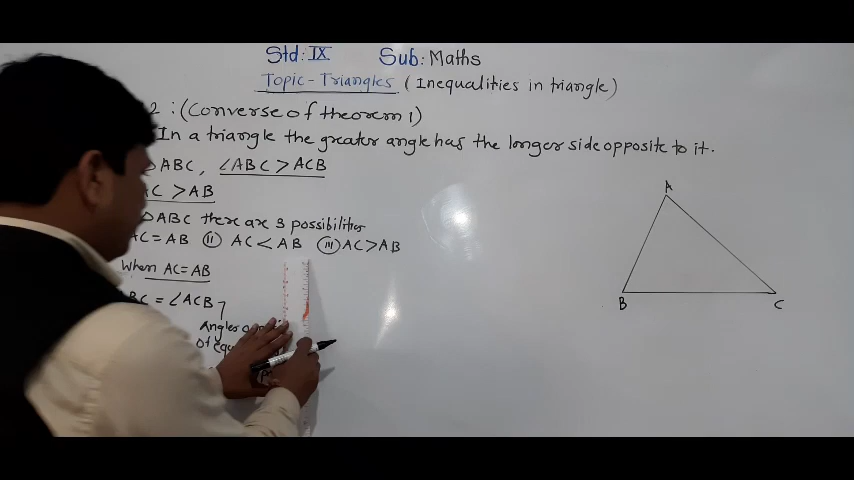 Std: IX Sub: Maths
Topic - Triangles (Inequalities in triangle)
2 : (Converse of theorem 1)
In a triangle the greater angle has the longer side opposite to it.
ABC, ∠ABC > ACB
AC > AB
ABC there are 3 possibilities
AC = AB (ii) AC < AB (iii) AC > AB
When AC = AB
BC = ∠ACB
Angles
of
A
B
C